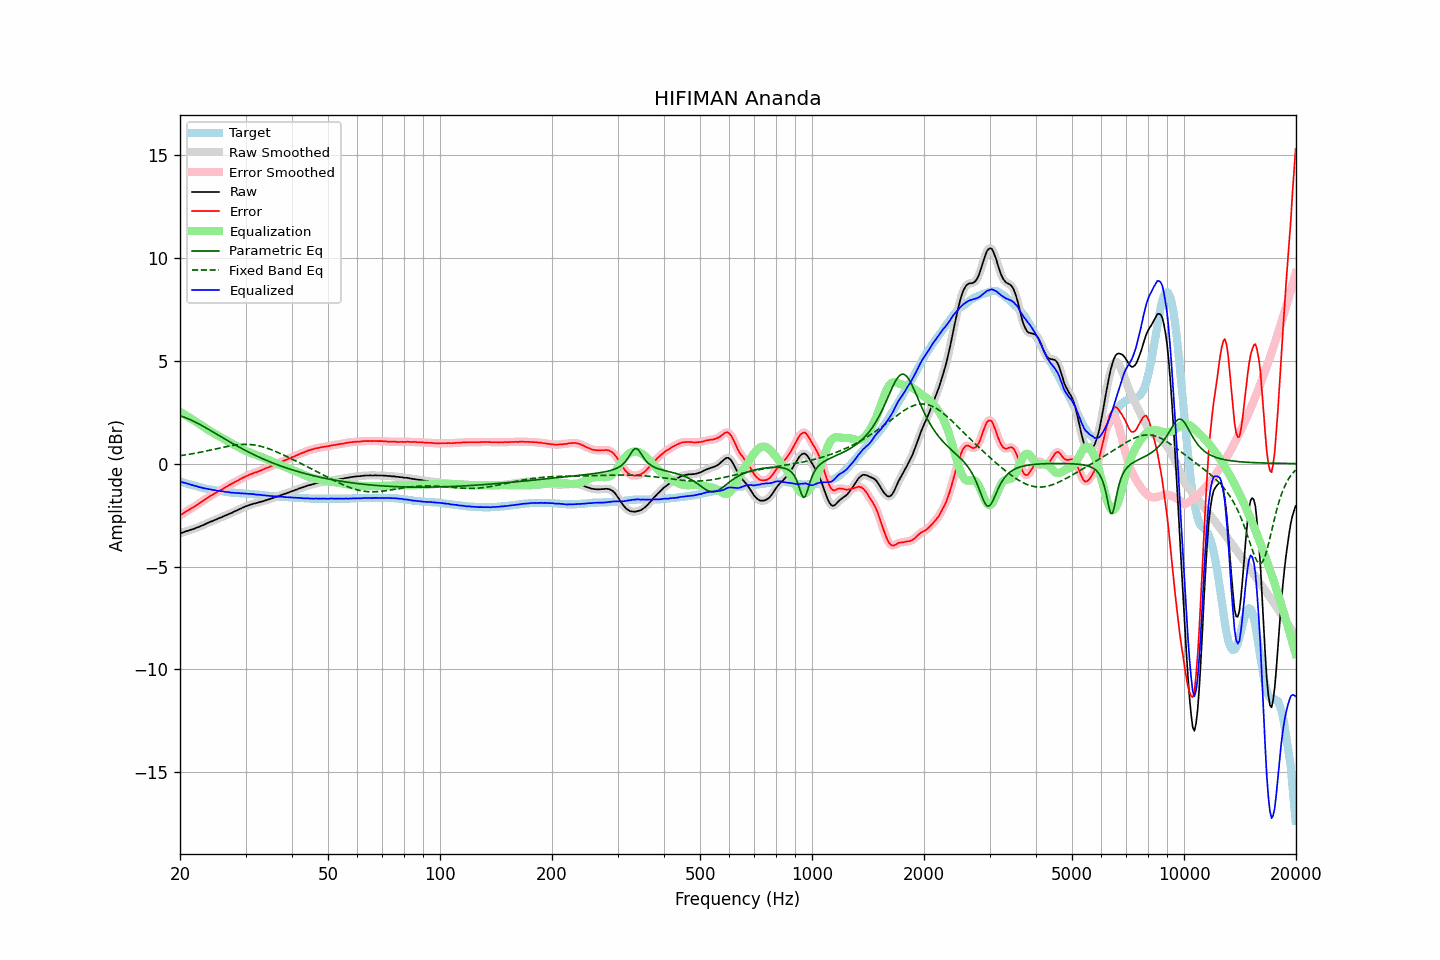 HIFIMAN Ananda
Target
Raw Smoothed
Error Smoothed
Raw
Error
Equalization
Parametric Eq
Fixed Band Eq
Equalized
15
10
5
0
−5
−10
−15
Amplitude (dBr)
20 50 100 200 500 1000 2000 5000 10000 20000
Frequency (Hz)